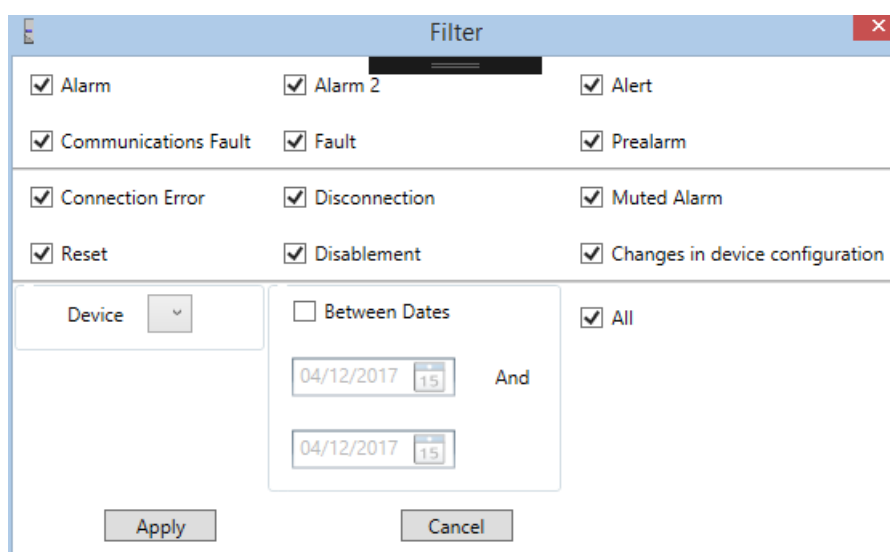 Filter
Alarm Alarm 2 Alert
Communications Fault Fault Prealarm
Connection Error Disconnection Muted Alarm
Reset Disablement Changes in device configuration
Device Between Dates All
04/12/2017 15 And
04/12/2017 15
Apply Cancel